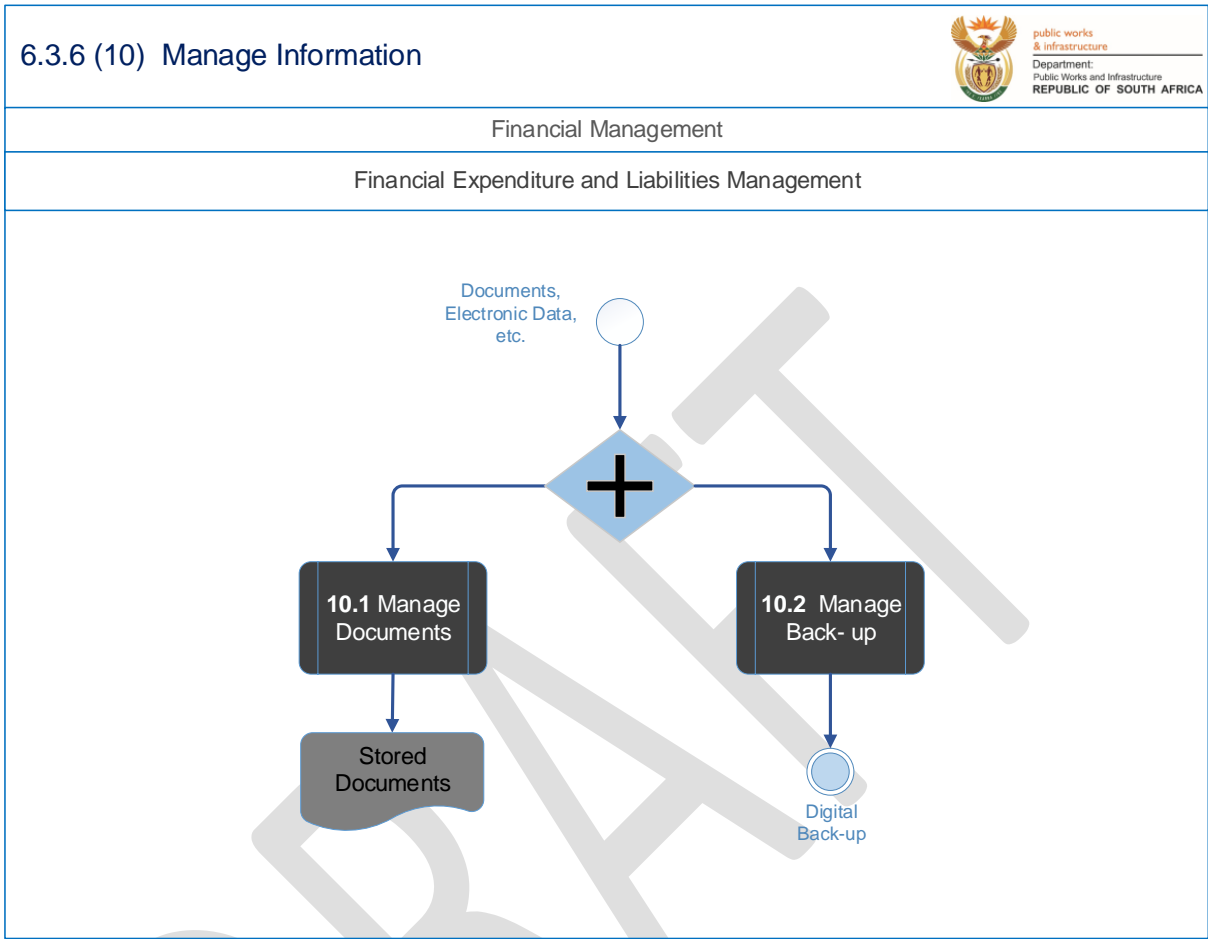 6.3.6 (10) Manage Information
public works
& infrastructure
Department:
Public Works and Infrastructure
REPUBLIC OF SOUTH AFRICA
Financial Management
Financial Expenditure and Liabilities Management
Documents,
Electronic Data,
etc.
10.1 Manage
Documents
10.2 Manage
Back- up
Stored
Documents
Digital
Back-up
DRAFT